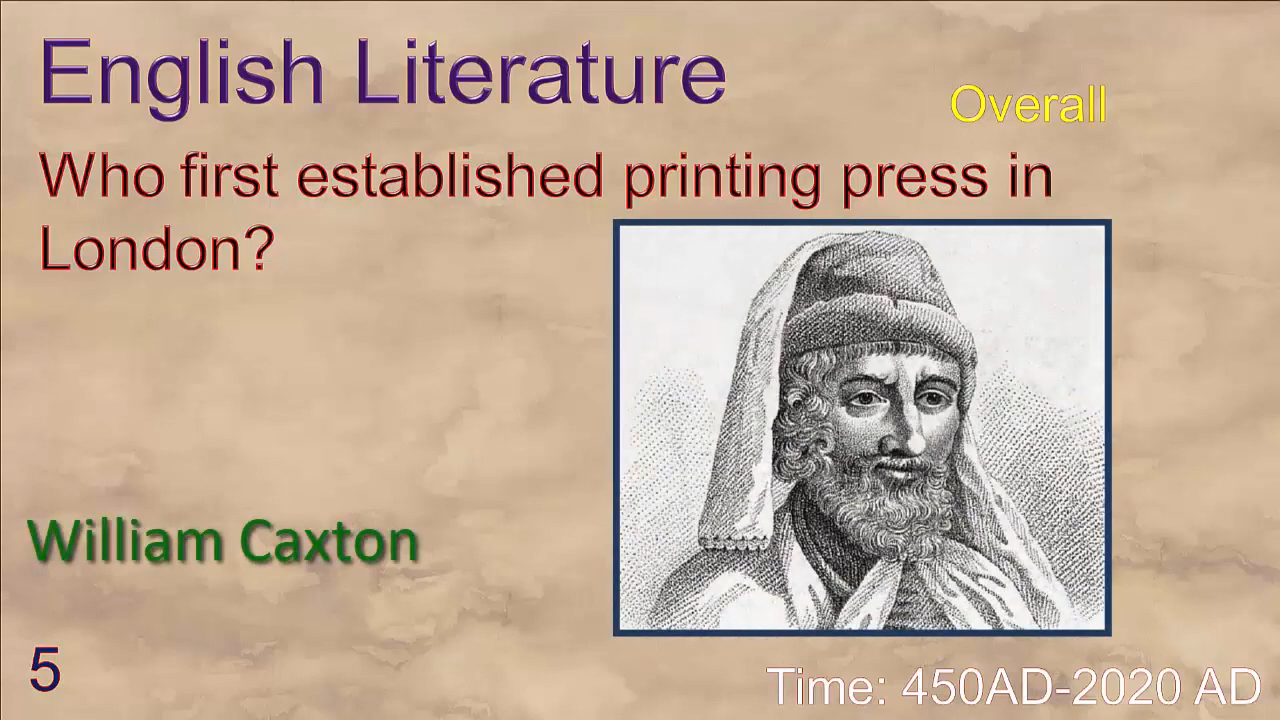 English Literature
Overall
Who first established printing press in
London?
William Caxton
5
Time: 450AD-2020 AD